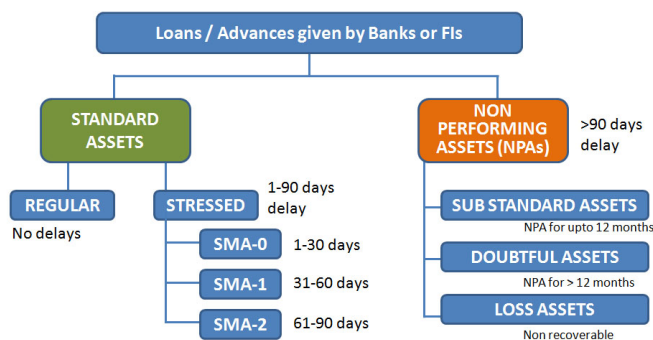 Loans / Advances given by Banks or FIs
STANDARD
ASSETS
NON
PERFORMING
ASSETS (NPAs)
>90 days
delay
REGULAR
No delays
STRESSED
1-90 days
delay
SMA-0
1-30 days
SMA-1
31-60 days
SMA-2
61-90 days
SUB STANDARD ASSETS
NPA for upto 12 months
DOUBTFUL ASSETS
NPA for > 12 months
LOSS ASSETS
Non recoverable